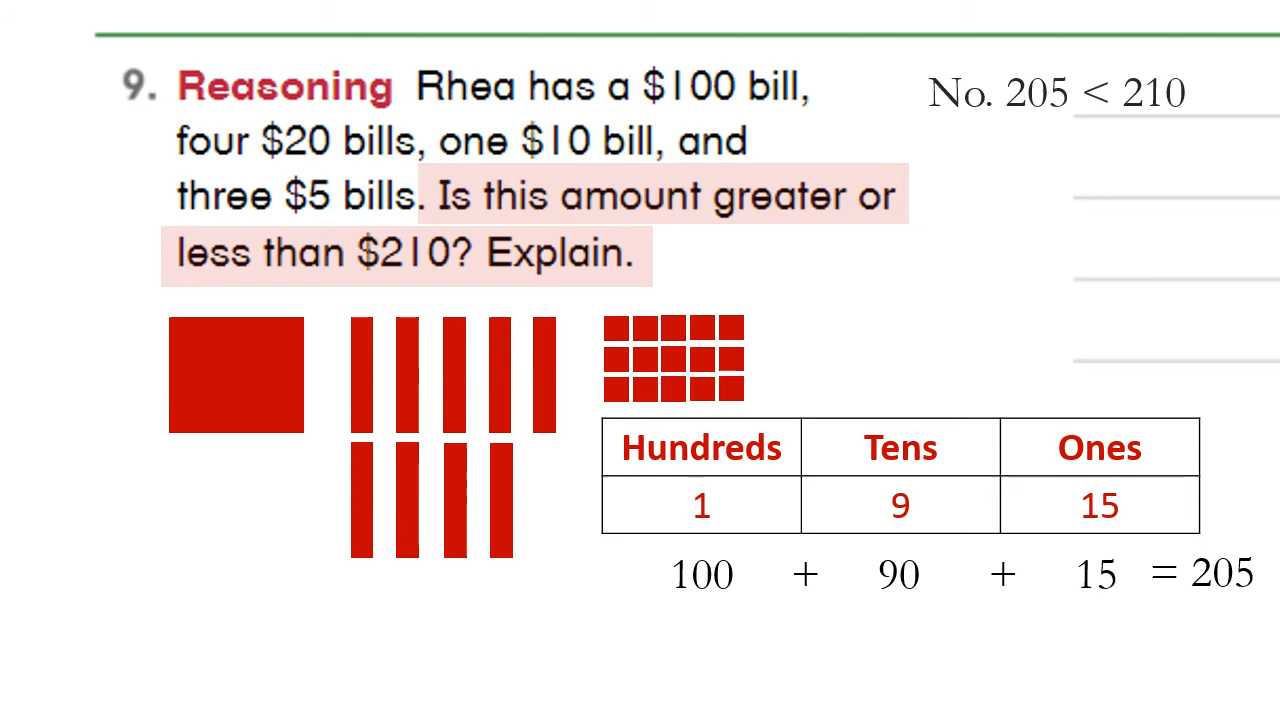 9. Reasoning Rhea has a $100 bill,
four $20 bills, one $10 bill, and
three $5 bills. Is this amount greater or
less than $210? Explain.
No. 205 < 210
Hundreds Tens Ones
1 9 15
100 + 90 + 15 = 205